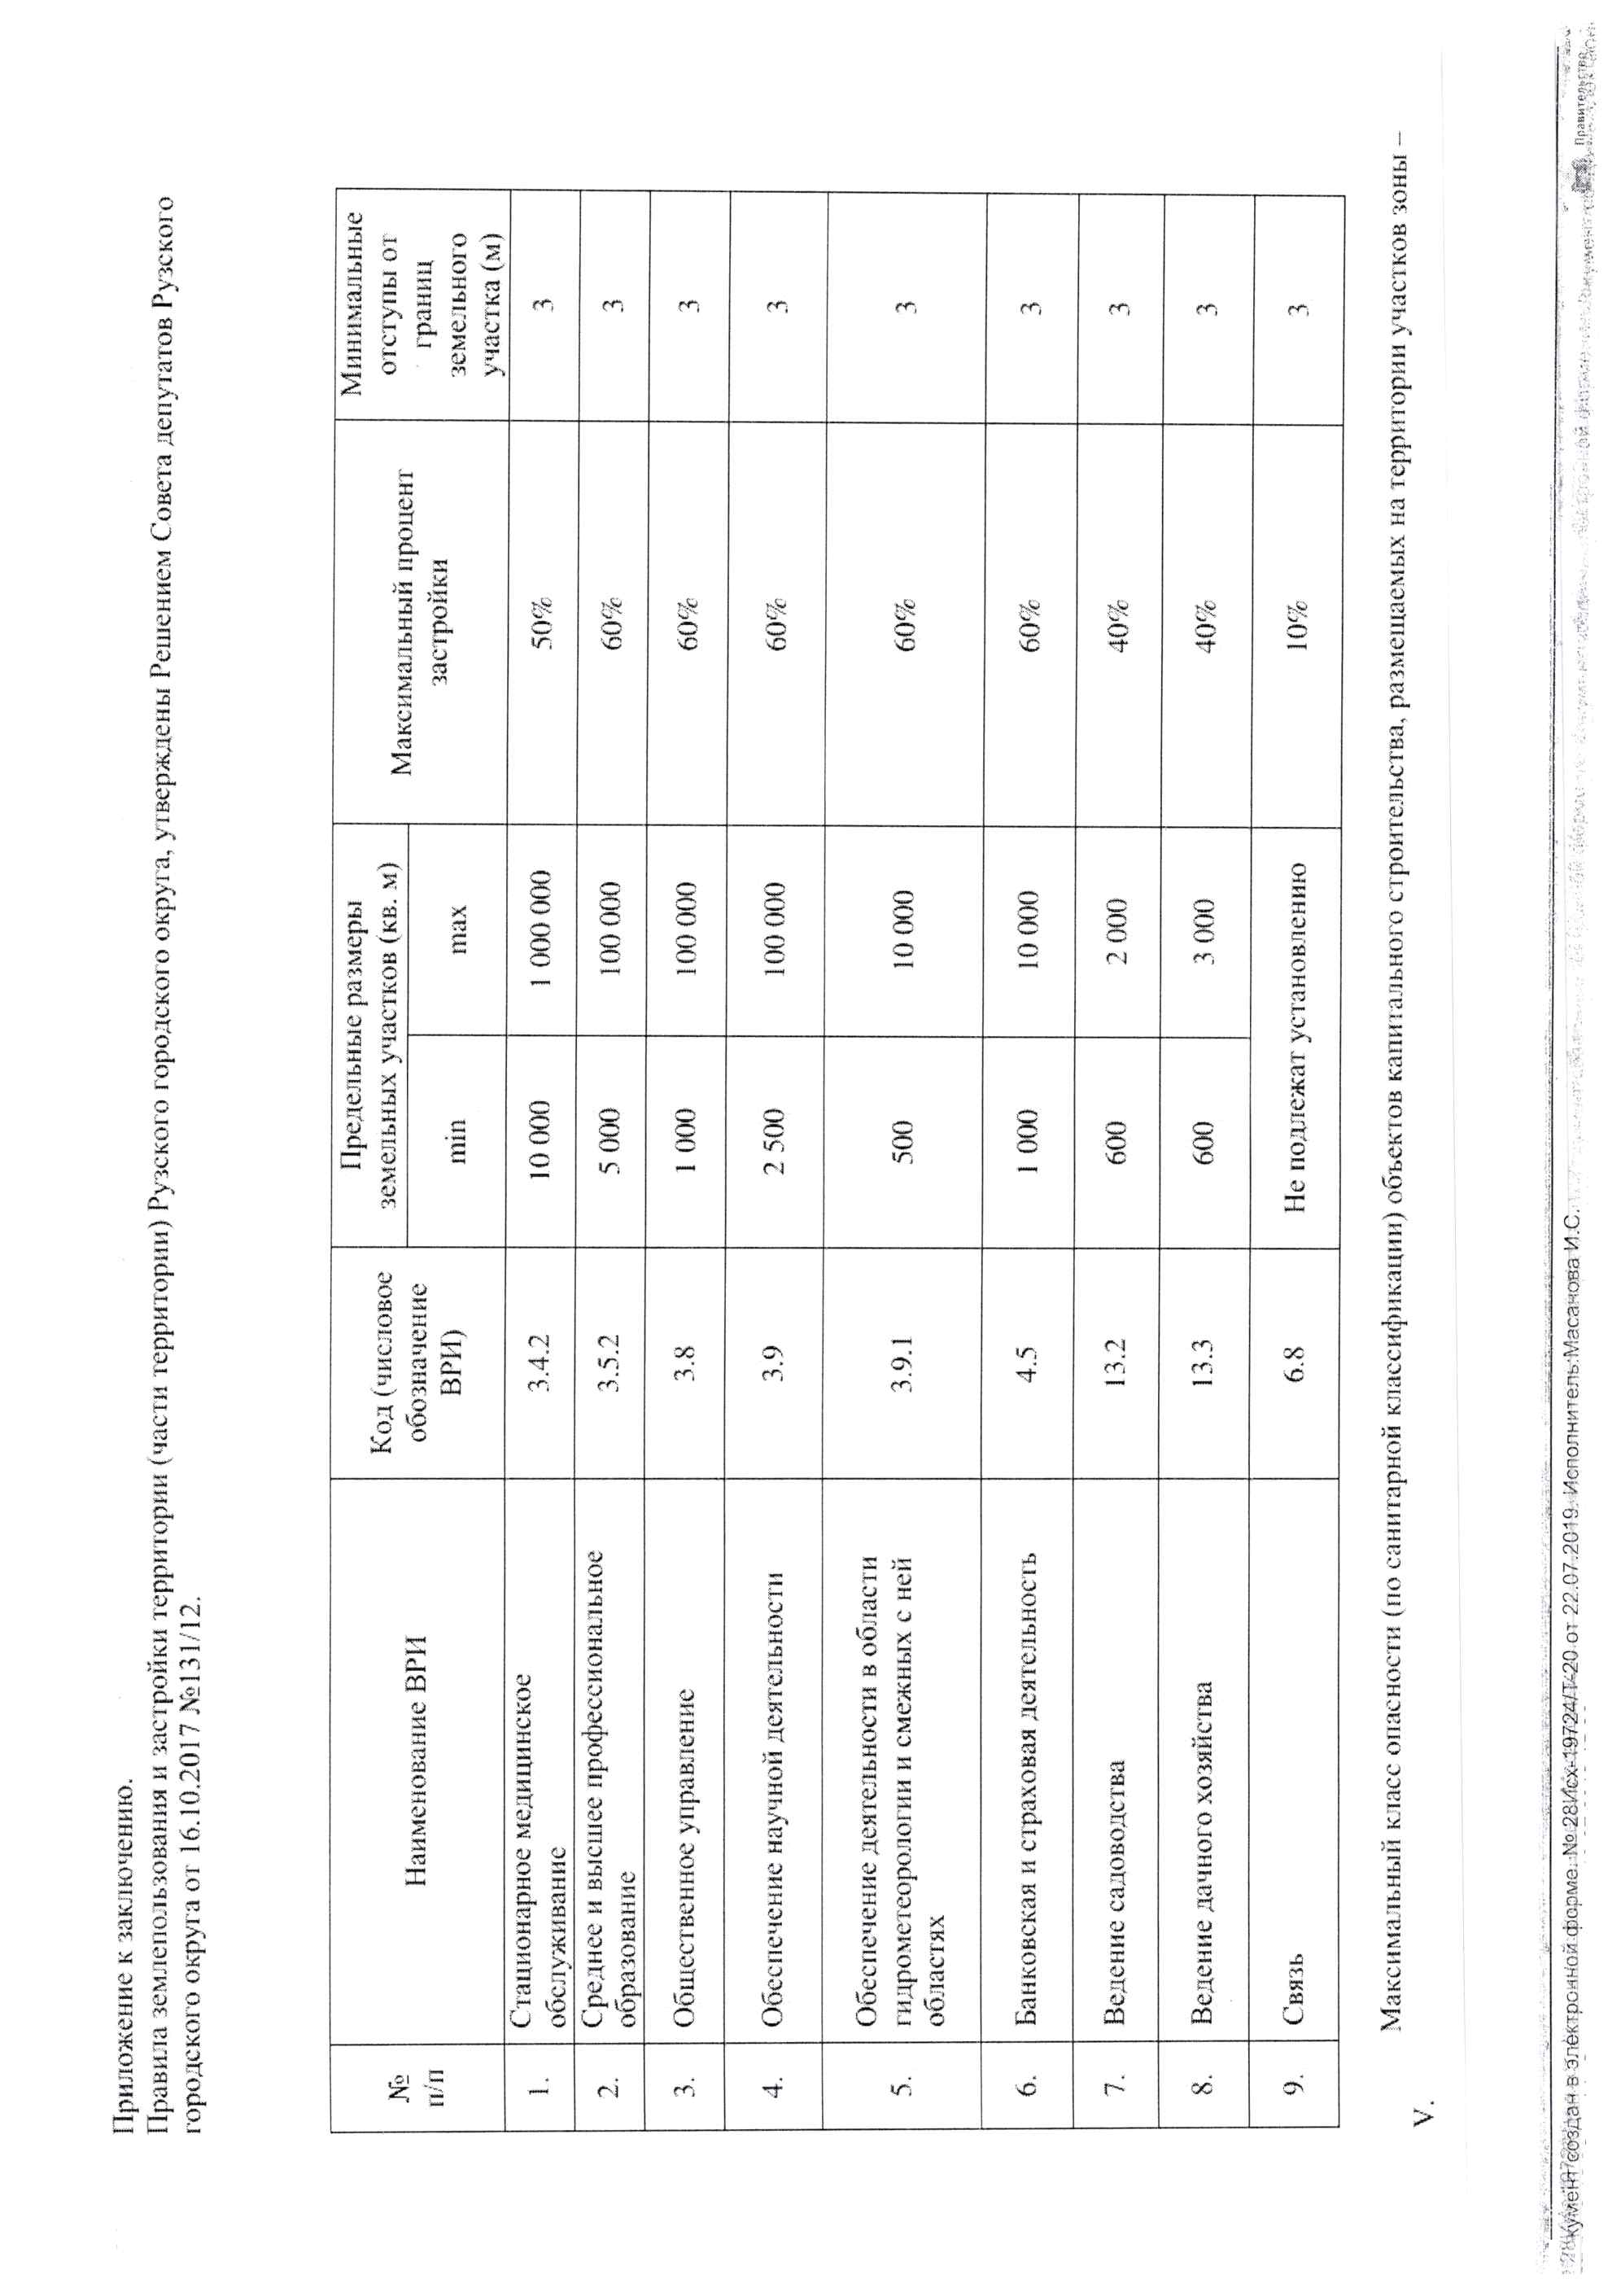 Приложение к заключению.
Правила землепользования и застройки территории (части территории) Рузского городского округа, утверждены Решением Совета депутатов Рузского
городского округа от 16.10.2017 №131/12.
№
п/п
Наименование ВРИ
Код (числовое
обозначение
ВРИ)
Предельные размеры
земельных участков (кв. м)
min
max
Максимальный процент
застройки
Минимальные
отступы от
границ
земельного
участка (м)
1. Стационарное медицинское
обслуживание
3.4.2 10 000 1 000 000 50% 3
2. Среднее и высшее профессиональное
образование
3.5.2 5 000 100 000 60% 3
3. Общественное управление 3.8 1 000 100 000 60% 3
4. Обеспечение научной деятельности 3.9 2 500 100 000 60% 3
5. Обеспечение деятельности в области
гидрометеорологии и смежных с ней
областях
3.9.1 500 10 000 60% 3
6. Банковская и страховая деятельность 4.5 1 000 10 000 60% 3
7. Ведение садоводства 13.2 600 2 000 40% 3
8. Ведение дачного хозяйства 13.3 600 3 000 40% 3
9. Связь 6.8 Не подлежат установлению 10% 3
Максимальный класс опасности (по санитарной классификации) объектов капитального строительства, размещаемых на территории участков зоны –
V.
создан в электронной форме. № 28Исх-19724/Т-20 от 22.07.2019. Исполнитель:Масанова И.С.
Правительство